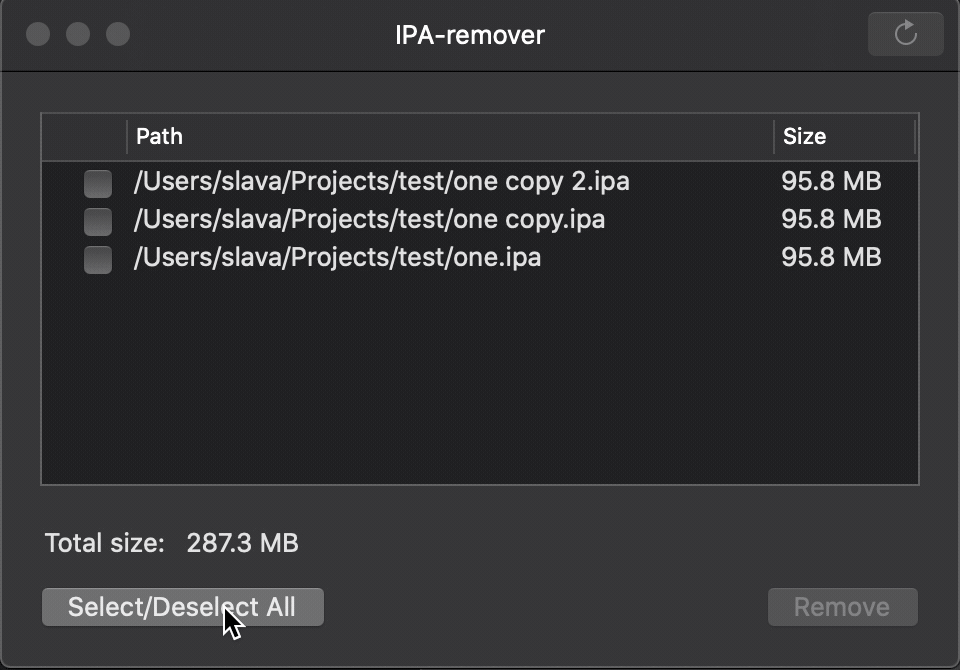 IPA-remover
Path Size
/Users/slava/Projects/test/one copy 2.ipa 95.8 MB
/Users/slava/Projects/test/one copy.ipa 95.8 MB
/Users/slava/Projects/test/one.ipa 95.8 MB
Total size: 287.3 MB
Select/Deselect All Remove